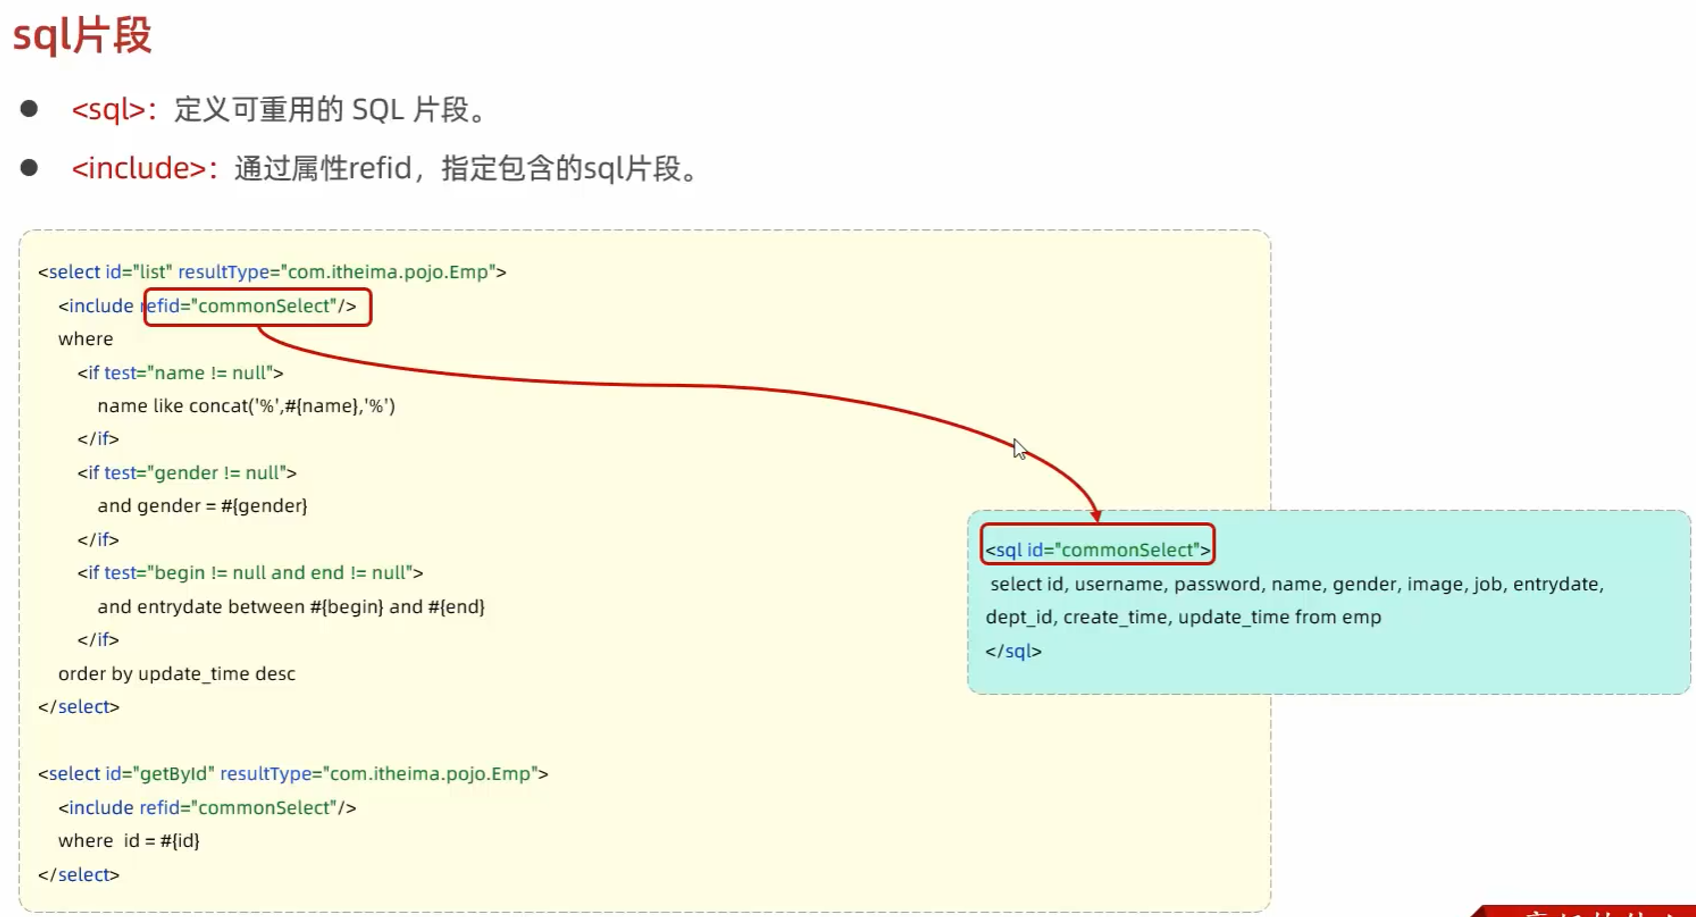 sql片段
<sql>：定义可重用的 SQL 片段。
<include>：通过属性refid，指定包含的sql片段。
<select id="list" resultType="com.itheima.pojo.Emp">
<include refid="commonSelect"/>
where
<if test="name != null">
name like concat('%',#{name},'%')
</if>
<if test="gender != null">
and gender = #{gender}
</if>
<if test="begin != null and end != null">
and entrydate between #{begin} and #{end}
</if>
order by update_time desc
</select>
<select id="getById" resultType="com.itheima.pojo.Emp">
<include refid="commonSelect"/>
where  id = #{id}
</select>
<sql id="commonSelect">
select id, username, password, name, gender, image, job, entrydate,
dept_id, create_time, update_time from emp
</sql>